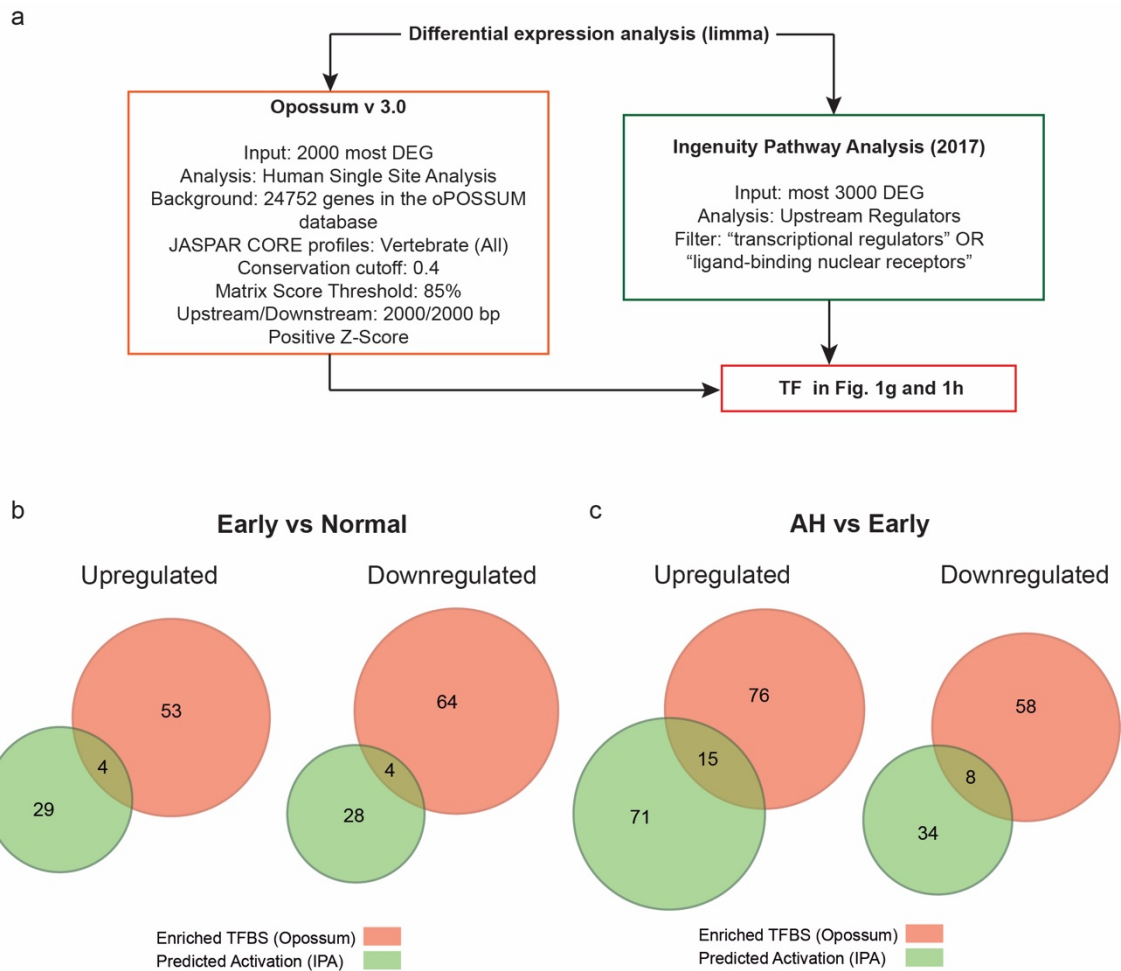 a
Differential expression analysis (limma)
Opossum v 3.0
Input: 2000 most DEG
Analysis: Human Single Site Analysis
Background: 24752 genes in the oPOSSUM
database
JASPAR CORE profiles: Vertebrate (All)
Conservation cutoff: 0.4
Matrix Score Threshold: 85%
Upstream/Downstream: 2000/2000 bp
Positive Z-Score
Ingenuity Pathway Analysis (2017)
Input: most 3000 DEG
Analysis: Upstream Regulators
Filter: “transcriptional regulators” OR
“ligand-binding nuclear receptors”
TF in Fig. 1g and 1h
b
Early vs Normal
Upregulated
Downregulated
53
4
29
64
4
28
Enriched TFBS (Opossum)
Predicted Activation (IPA)
c
AH vs Early
Upregulated
Downregulated
76
15
71
58
8
34
Enriched TFBS (Opossum)
Predicted Activation (IPA)